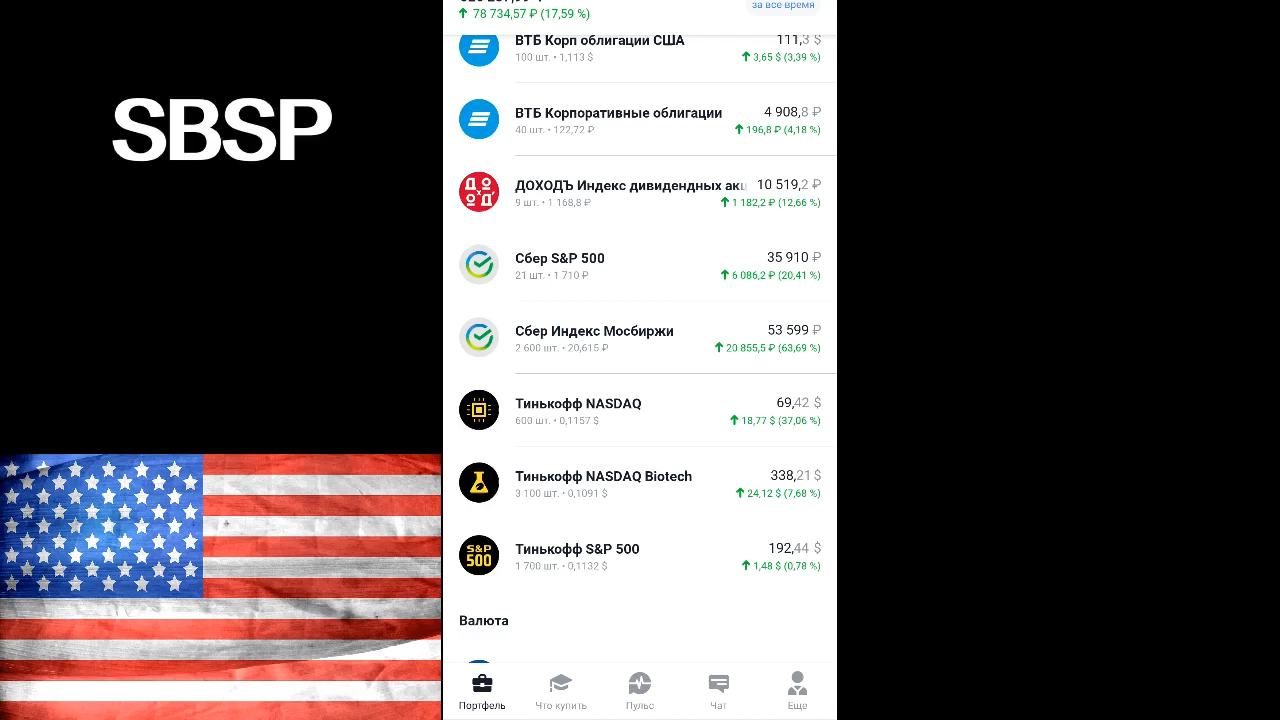 за все время
78 734,57 ₽ (17,59 %)
SBSP
ВТБ Корп облигации США 111,3 $
100 шт. • 1,113 $ 3,65 $ (3,39 %)
ВТБ Корпоративные облигации 4 908,8 ₽
40 шт. • 122,72 ₽ 196,8 ₽ (4,18 %)
ДОХОДЪ Индекс дивидендных акц 10 519,2 ₽
9 шт. • 1 168,8 ₽ 1 182,2 ₽ (12,66 %)
Сбер S&P 500 35 910 ₽
21 шт. • 1 710 ₽ 6 086,2 ₽ (20,41 %)
Сбер Индекс Мосбиржи 53 599 ₽
2 600 шт. • 20,615 ₽ 20 855,5 ₽ (63,69 %)
Тинькофф NASDAQ 69,42 $
600 шт. • 0,1157 $ 18,77 $ (37,06 %)
Тинькофф NASDAQ Biotech 338,21 $
3 100 шт. • 0,1091 $ 24,12 $ (7,68 %)
S&P 500 Тинькофф S&P 500 192,44 $
1 700 шт. • 0,1132 $ 1,48 $ (0,78 %)
Валюта
Портфель Что купить Пульс Чат Еще